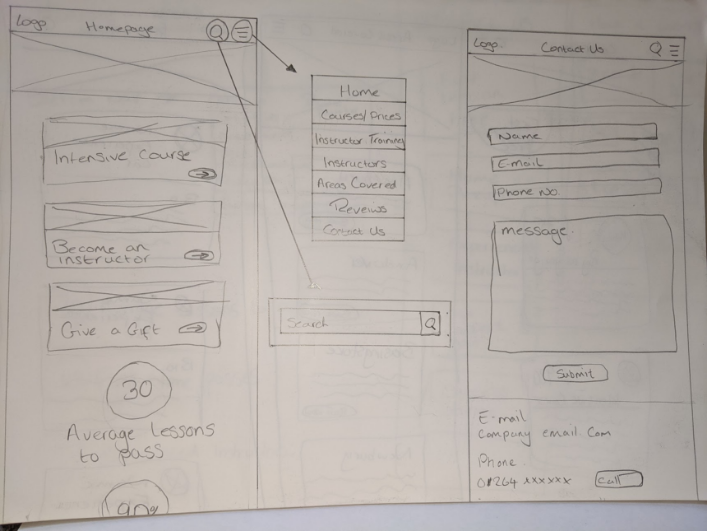 Logo Homepage
Intensive Course
Become an
instructor
Give a Gift
30
Average Lessons
to pass
Home
Courses/Prices
Instructor Training
Instructors
Areas Covered
Reveiws
Contact Us
Search
Logo Contact Us
Name
E-mail
Phone No
message.
Submit
E-mail
Company email.Com
Phone
01264 xxxxxx Call